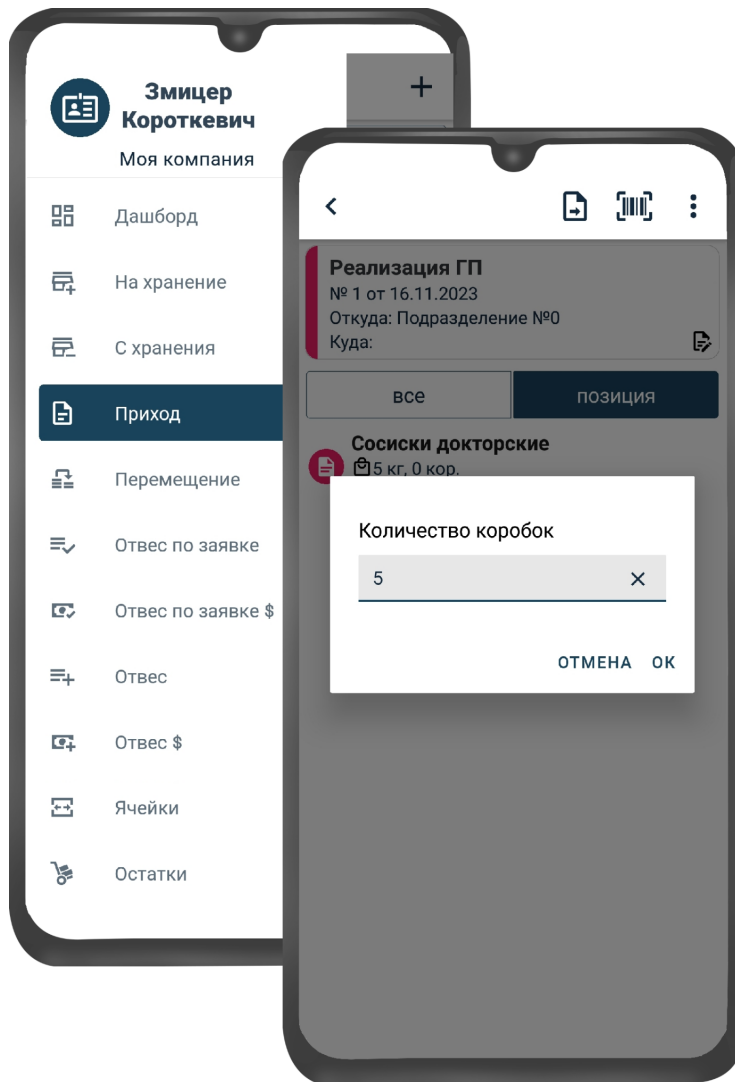 Змицер
Короткевич
Моя компания
Дашборд
На хранение
С хранения
Приход
Перемещение
Отвес по заявке
Отвес по заявке $
Отвес
Отвес $
Ячейки
Остатки
Реализация ГП
№ 1 от 16.11.2023
Откуда: Подразделение №0
Куда:
все
позиция
Сосиски докторские
5 кг, 0 кор.
Количество коробок
5
ОТМЕНА ОК